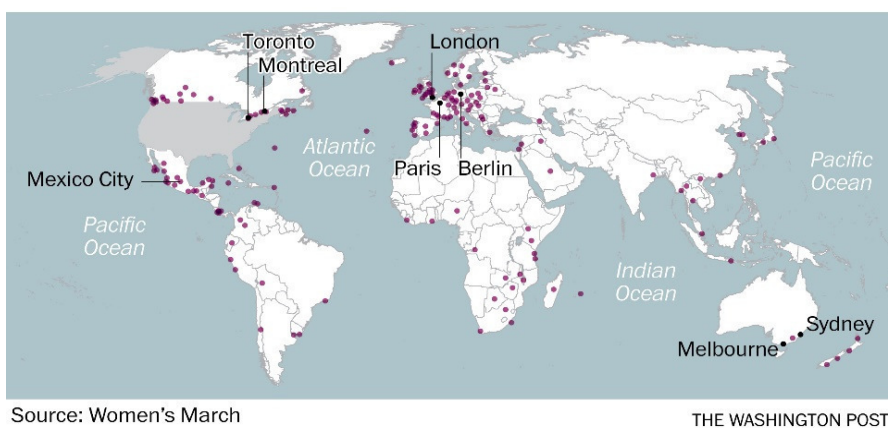 Toronto
Montreal
London
Atlantic
Ocean
Paris
Berlin
Pacific
Ocean
Mexico City
Pacific
Ocean
Indian
Ocean
Sydney
Melbourne
Source: Women's March
THE WASHINGTON POST